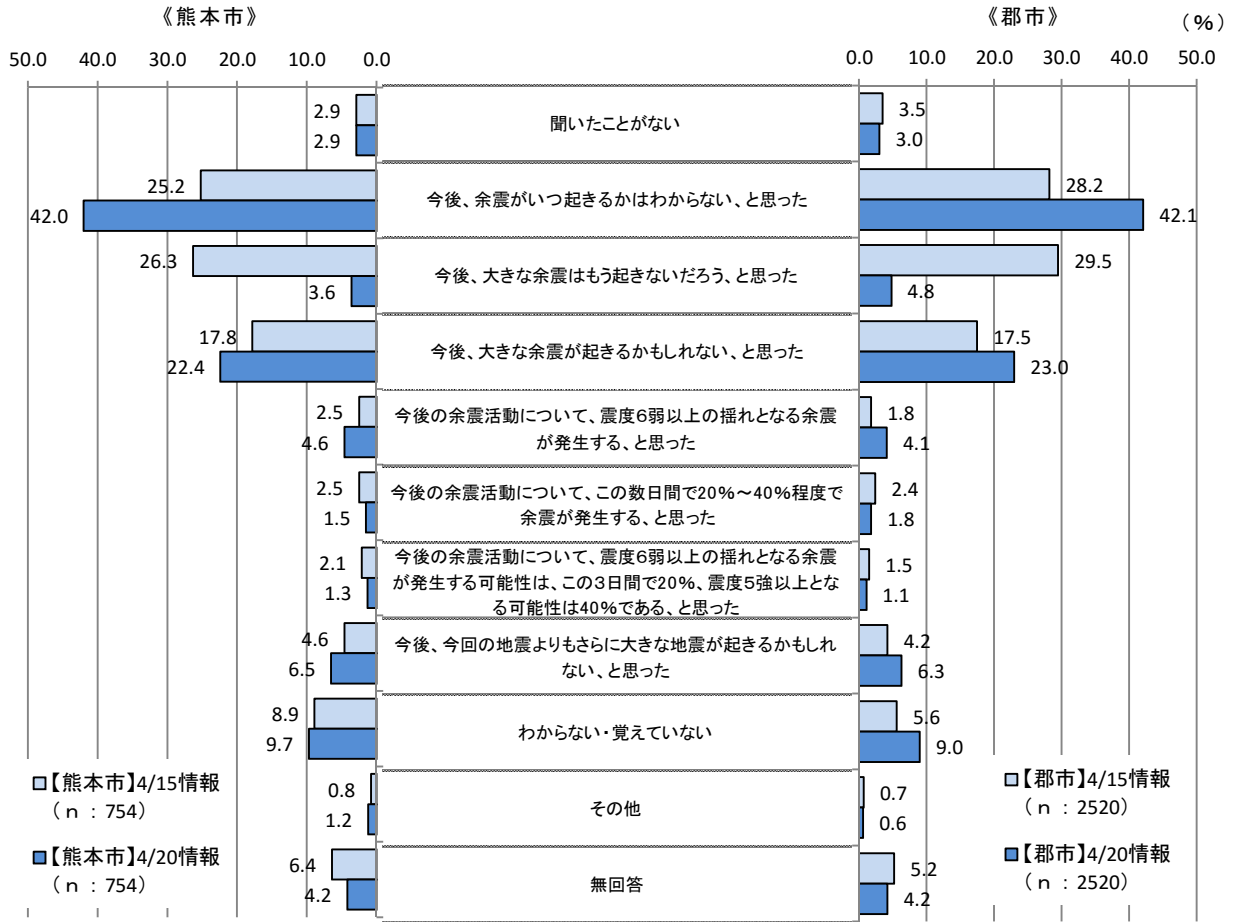 《熊本市》
《郡市》
(%)
50.0 40.0 30.0 20.0 10.0 0.0
0.0 10.0 20.0 30.0 40.0 50.0
2.9
2.9
聞いたことがない
3.5
3.0
25.2
42.0
今後、余震がいつ起きるかはわからない、と思った
28.2
42.1
26.3
3.6
今後、大きな余震はもう起きないだろう、と思った
29.5
4.8
17.8
22.4
今後、大きな余震が起きるかもしれない、と思った
17.5
23.0
2.5
4.6
今後の余震活動について、震度6弱以上の揺れとなる余震
が発生する、と思った
1.8
4.1
2.5
1.5
今後の余震活動について、この数日間で20%～40%程度で
余震が発生する、と思った
2.4
1.8
2.1
1.3
今後の余震活動について、震度6弱以上の揺れとなる余震
が発生する可能性は、この3日間で20%、震度5強以上とな
る可能性は40%である、と思った
1.5
1.1
4.6
6.5
今後、今回の地震よりもさらに大きな地震が起きるかもしれ
ない、と思った
4.2
6.3
8.9
9.7
わからない・覚えていない
5.6
9.0
0.8
1.2
その他
0.7
0.6
6.4
4.2
無回答
5.2
4.2
【熊本市】4/15情報
(n:754)
【熊本市】4/20情報
(n:754)
【郡市】4/15情報
(n:2520)
【郡市】4/20情報
(n:2520)